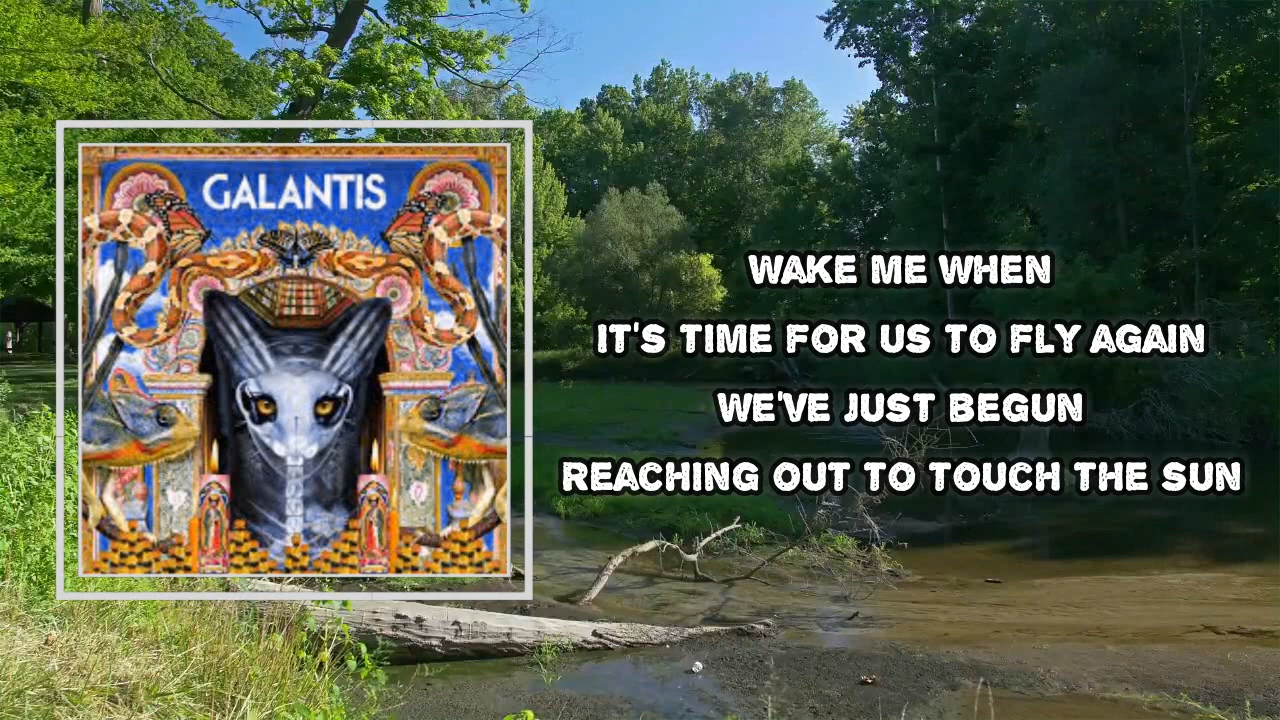 GALANTIS
WAKE ME WHEN
IT'S TIME FOR US TO FLY AGAIN
WE'VE JUST BEGUN
REACHING OUT TO TOUCH THE SUN